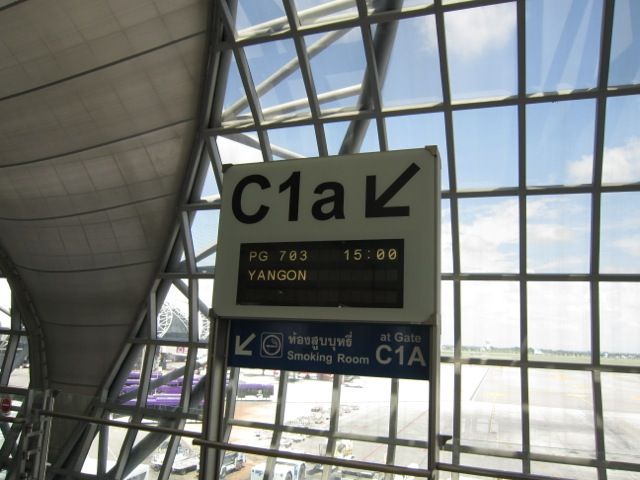 C1a
PG 703 15:00
YANGON
ห้องสูบบุหรี่ at Gate
Smoking Room C1A